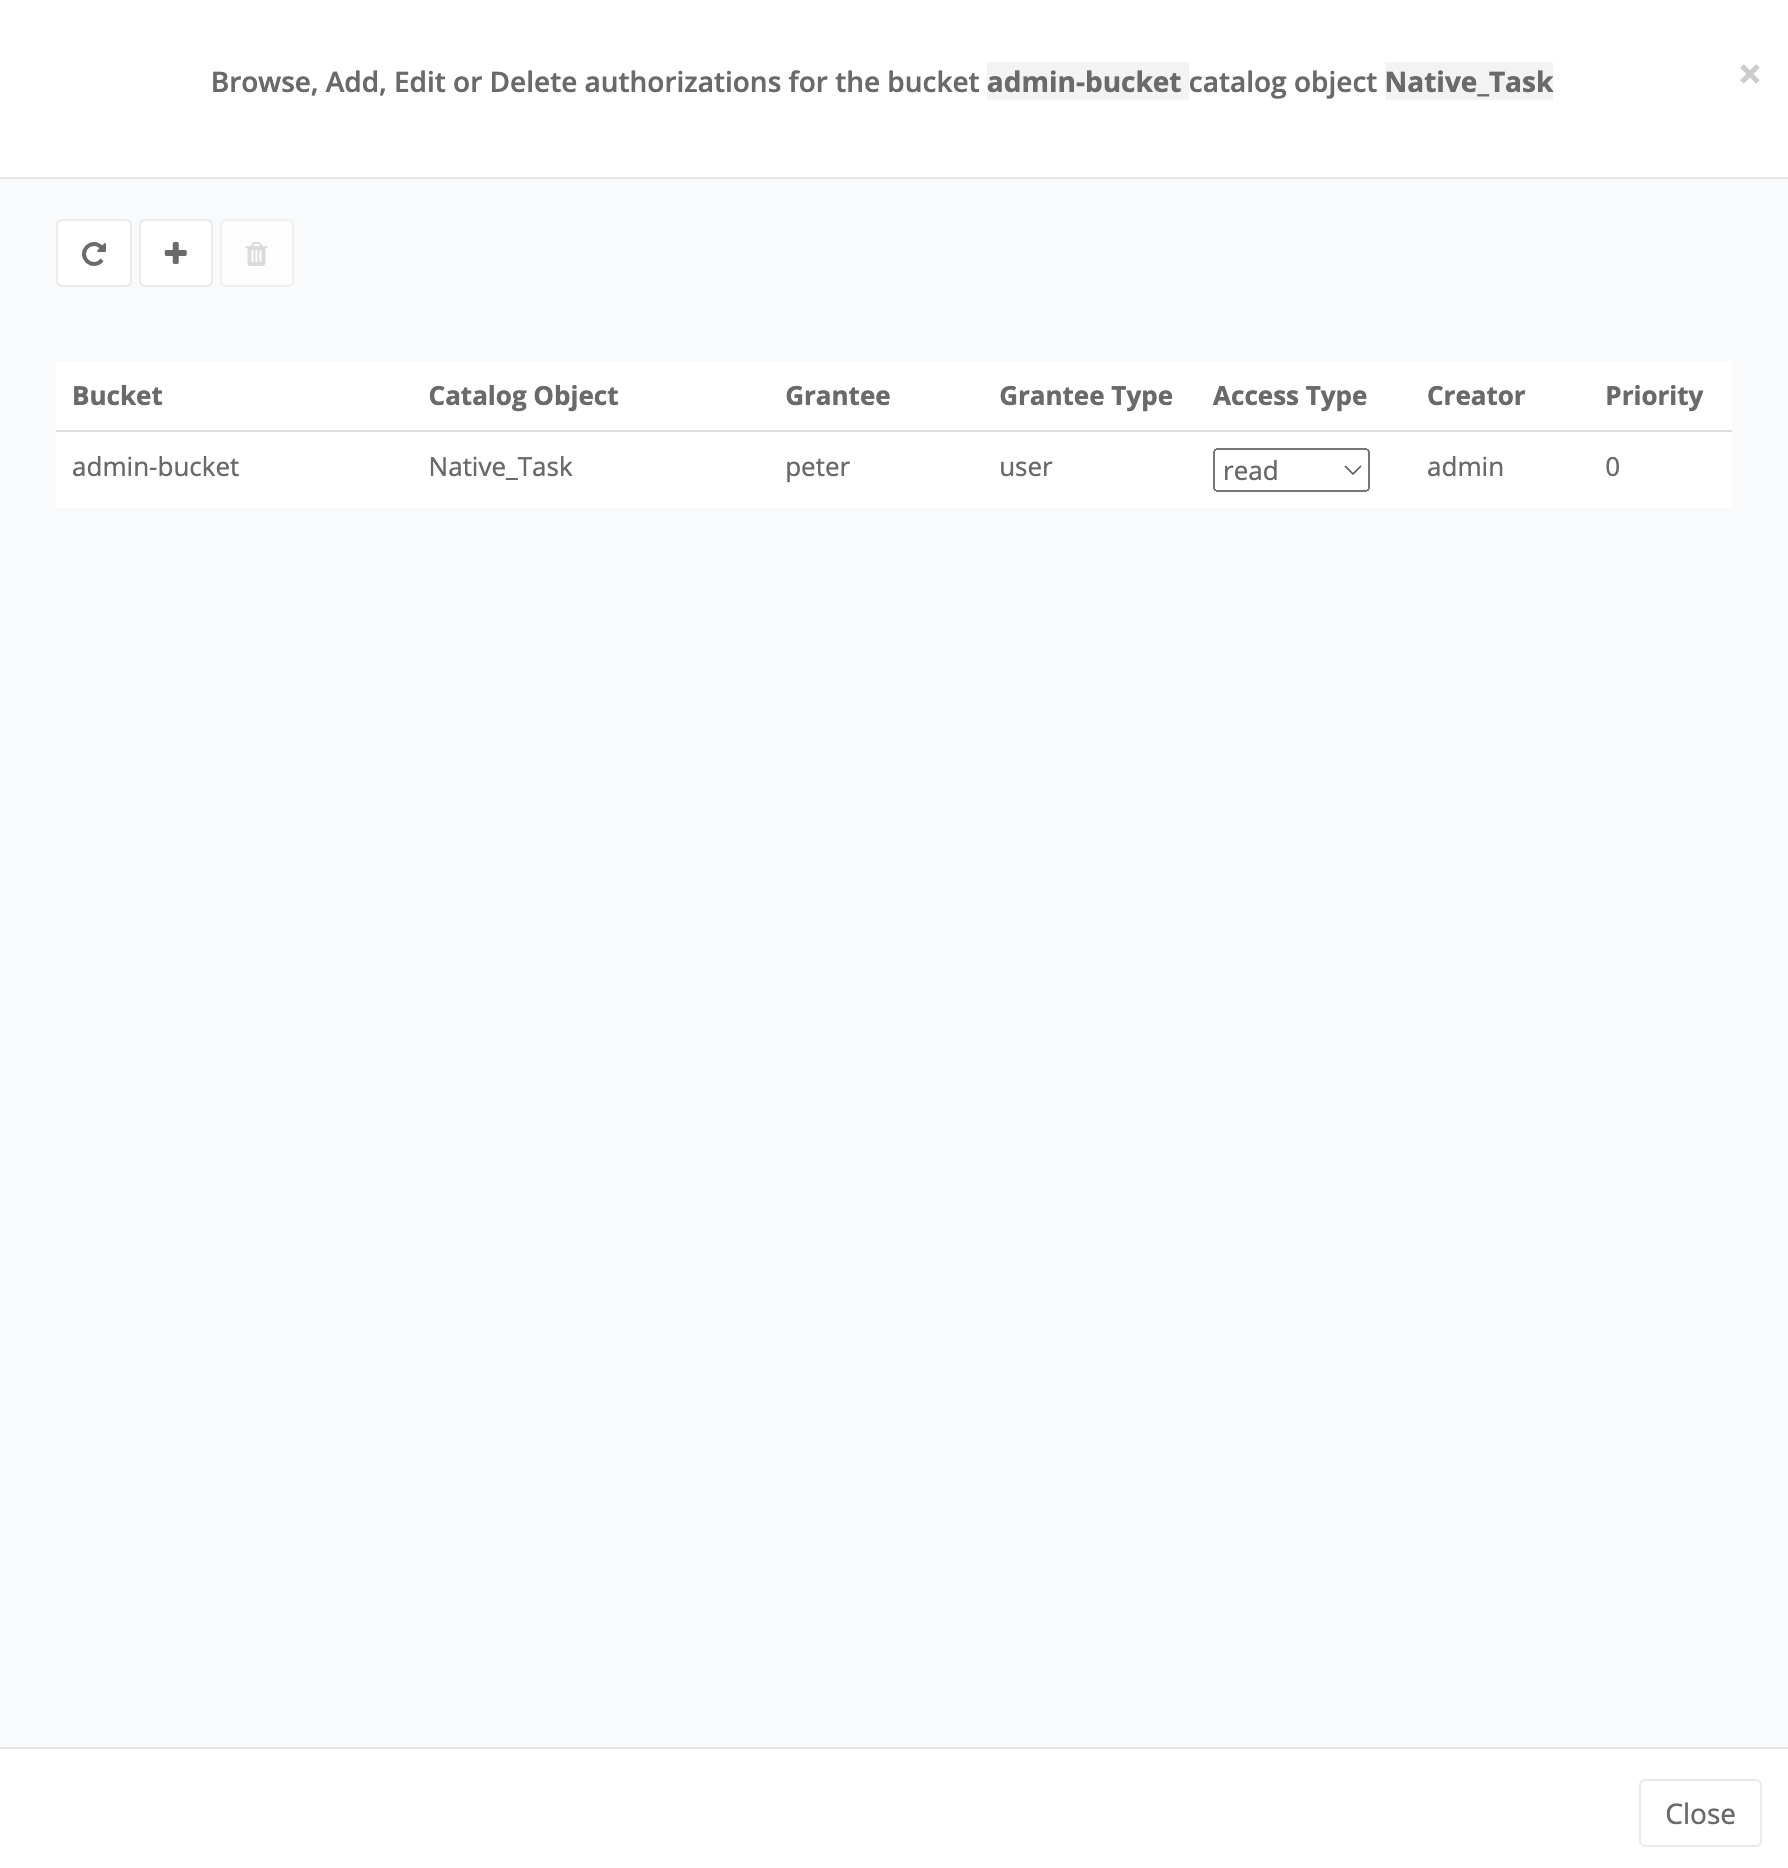 Browse, Add, Edit or Delete authorizations for the bucket admin-bucket catalog object Native_Task
Bucket Catalog Object Grantee Grantee Type Access Type Creator Priority
admin-bucket Native_Task peter user read admin 0
Close